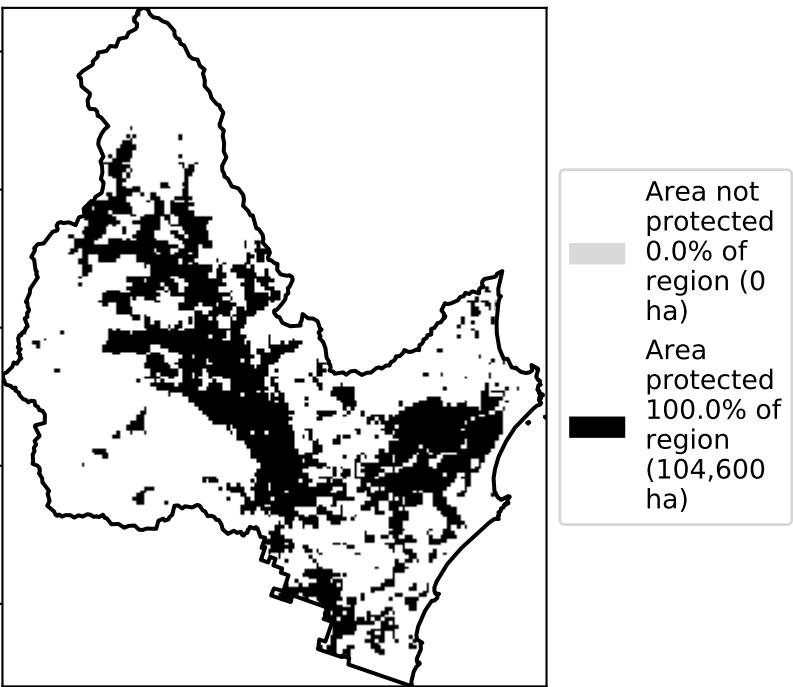 Area not
protected
0.0% of
region (0
ha)
Area
protected
100.0% of
region
(104,600
ha)